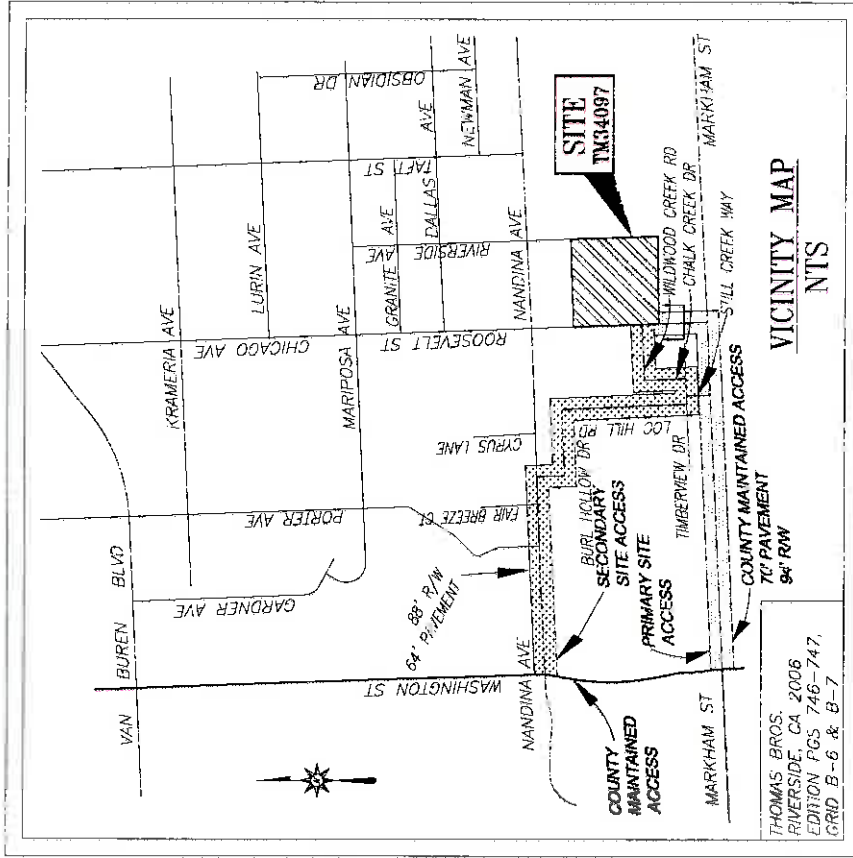 VAN BUREN BLVD
KRAMERIA AVE
LURIN AVE
OBSIDIAN DR
CHICAGO AVE
GARDNER AVE
PORTER AVE
MARIPOSA AVE
GRANITE AVE
TAFT ST
DALLAS AVE
NEWMAN AVE
RIVERSIDE AVE
ROOSEVELT ST
WASHINGTON ST
88' R/W
64' PAVEMENT
FAIR BREEZE CT
CYRUS LANE
NANDINA AVE
NANDINA AVE
BURL HOLLOW DR
SECONDARY
SITE ACCESS
LOC HILL RD
SITE
TM34097
WILDWOOD CREEK RD
CHALK CREEK DR
STILL CREEK WAY
TIMBERVIEW DR
COUNTY
MAINTAINED
ACCESS
PRIMARY SITE
ACCESS
MARKHAM ST
MARKHAM ST
COUNTY MAINTAINED ACCESS
70' PAVEMENT
94' R/W
VICINITY MAP
NTS
THOMAS BROS.
RIVERSIDE, CA 2006
EDITION PGS 746-747,
GRID B-6 & B-7